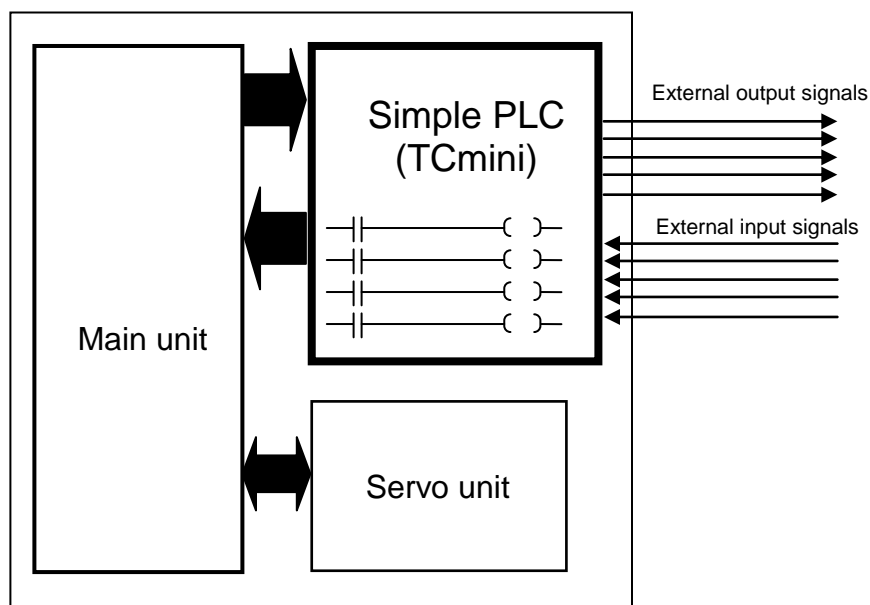 Simple PLC
(TCmini)
External output signals
External input signals
Main unit
Servo unit